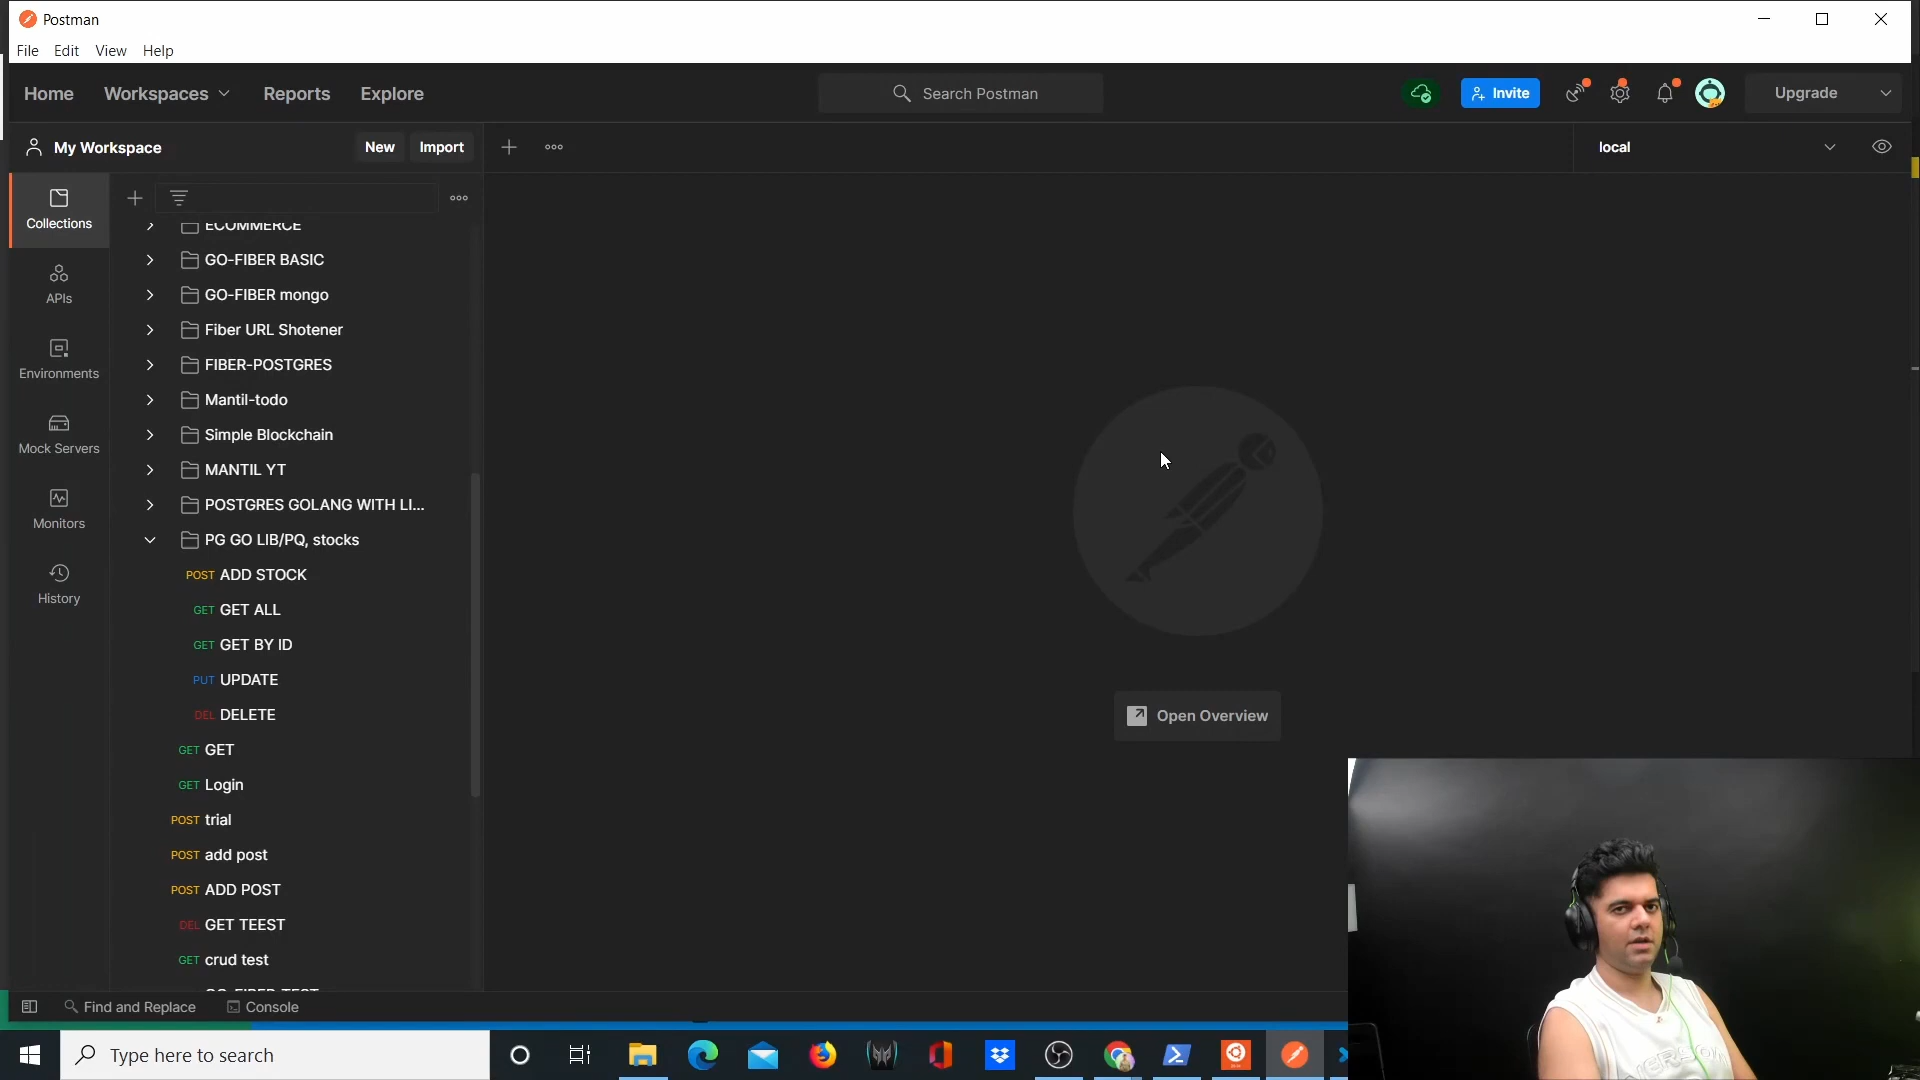 Postman
File Edit View Help
Home Workspaces Reports Explore Search Postman Invite Upgrade
My Workspace New Import local
Collections
APIs
Environments
Mock Servers
Monitors
History
ECOMMERCE
GO-FIBER BASIC
GO-FIBER mongo
Fiber URL Shotener
FIBER-POSTGRES
Mantil-todo
Simple Blockchain
MANTIL YT
POSTGRES GOLANG WITH LI...
PG GO LIB/PQ, stocks
POST ADD STOCK
GET GET ALL
GET GET BY ID
PUT UPDATE
DEL DELETE
GET GET
GET Login
POST trial
POST add post
POST ADD POST
DEL GET TEEST
GET crud test
GO-FIBER TEST
Open Overview
Find and Replace Console
Type here to search